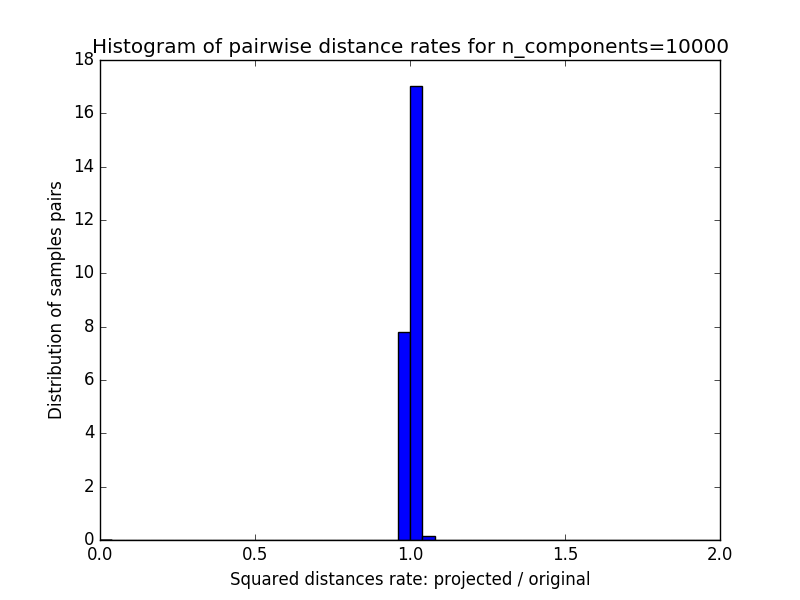 Histogram of pairwise distance rates for n_components=10000
18
16
14
12
10
8
6
4
2
0
Distribution of samples pairs
0.0 0.5 1.0 1.5 2.0
Squared distances rate: projected / original